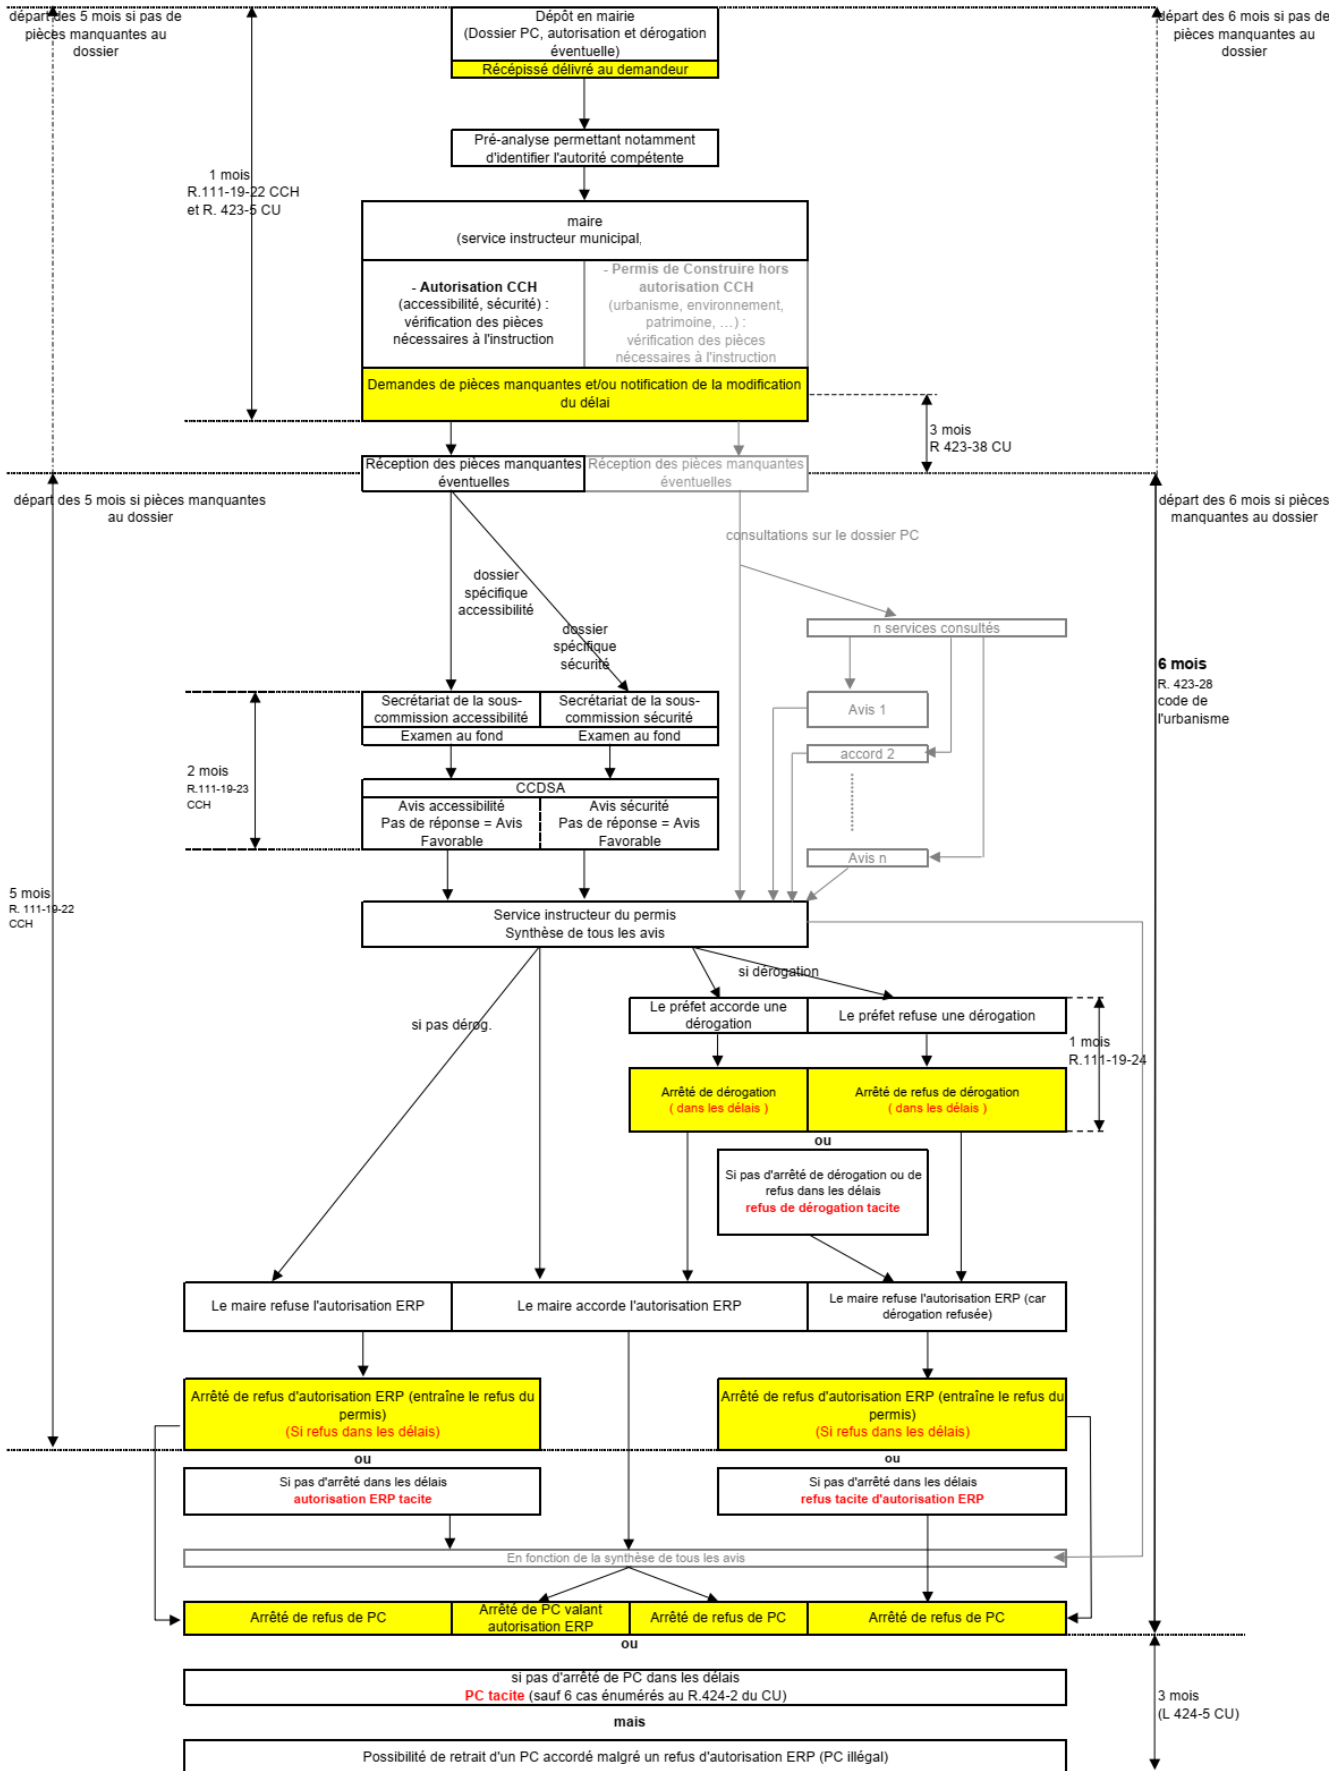 départ des 5 mois si pas de
pièces manquantes au
dossier
Dépôt en mairie
(Dossier PC, autorisation et dérogation
éventuelle)
Récépissé délivré au demandeur
départ des 6 mois si pas de
pièces manquantes au
dossier
Pré-analyse permettant notamment
d'identifier l'autorité compétente
1 mois
R.111-19-22 CCH
et R. 423-5 CU
maire
(service instructeur municipal,
- Autorisation CCH
(accessibilité, sécurité) :
vérification des pièces
nécessaires à l'instruction
- Permis de Construire hors
autorisation CCH
(urbanisme, environnement,
patrimoine, …) :
vérification des pièces
nécessaires à l'instruction
Demandes de pièces manquantes et/ou notification de la modification
du délai
3 mois
R 423-38 CU
Réception des pièces manquantes
éventuelles
Réception des pièces manquantes
éventuelles
départ des 5 mois si pièces manquantes
au dossier
départ des 6 mois si pièces
manquantes au dossier
consultations sur le dossier PC
dossier
spécifique
accessibilité
dossier
spécifique
sécurité
n services consultés
6 mois
R. 423-28
code de
l'urbanisme
Secrétariat de la sous-
commission accessibilité
Secrétariat de la sous-
commission sécurité
Examen au fond
Examen au fond
Avis 1
accord 2
2 mois
R.111-19-23
CCH
CCDSA
Avis accessibilité
Pas de réponse = Avis
Favorable
Avis sécurité
Pas de réponse = Avis
Favorable
Avis n
5 mois
R. 111-19-22
CCH
Service instructeur du permis
Synthèse de tous les avis
si dérogation
si pas dérog.
Le préfet accorde une
dérogation
Le préfet refuse une dérogation
1 mois
R.111-19-24
Arrêté de dérogation
( dans les délais )
Arrêté de refus de dérogation
( dans les délais )
ou
Si pas d'arrêté de dérogation ou de
refus dans les délais
refus de dérogation tacite
Le maire refuse l'autorisation ERP
Le maire accorde l'autorisation ERP
Le maire refuse l'autorisation ERP (car
dérogation refusée)
Arrêté de refus d'autorisation ERP (entraîne le refus du
permis)
(Si refus dans les délais)
Arrêté de refus d'autorisation ERP (entraîne le refus du
permis)
(Si refus dans les délais)
ou
ou
Si pas d'arrêté dans les délais
autorisation ERP tacite
Si pas d'arrêté dans les délais
refus tacite d'autorisation ERP
En fonction de la synthèse de tous les avis
Arrêté de refus de PC
Arrêté de PC valant
autorisation ERP
Arrêté de refus de PC
Arrêté de refus de PC
ou
si pas d'arrêté de PC dans les délais
PC tacite (sauf 6 cas énumérés au R.424-2 du CU)
3 mois
(L 424-5 CU)
mais
Possibilité de retrait d'un PC accordé malgré un refus d'autorisation ERP (PC illégal)